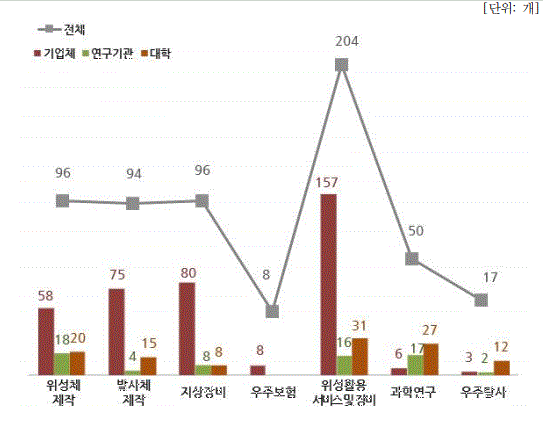 [단위: 개]
전체
기업체 연구기관 대학
204
96 94 96 8 50 17
58 18 20
75 4 15
80 8 8
8
157 16 31
6 17 27
3 2 12
위성체
제작
발사체
제작
지상장비
우주보험
위성활용
서비스 및 장비
과학연구
우주탐사